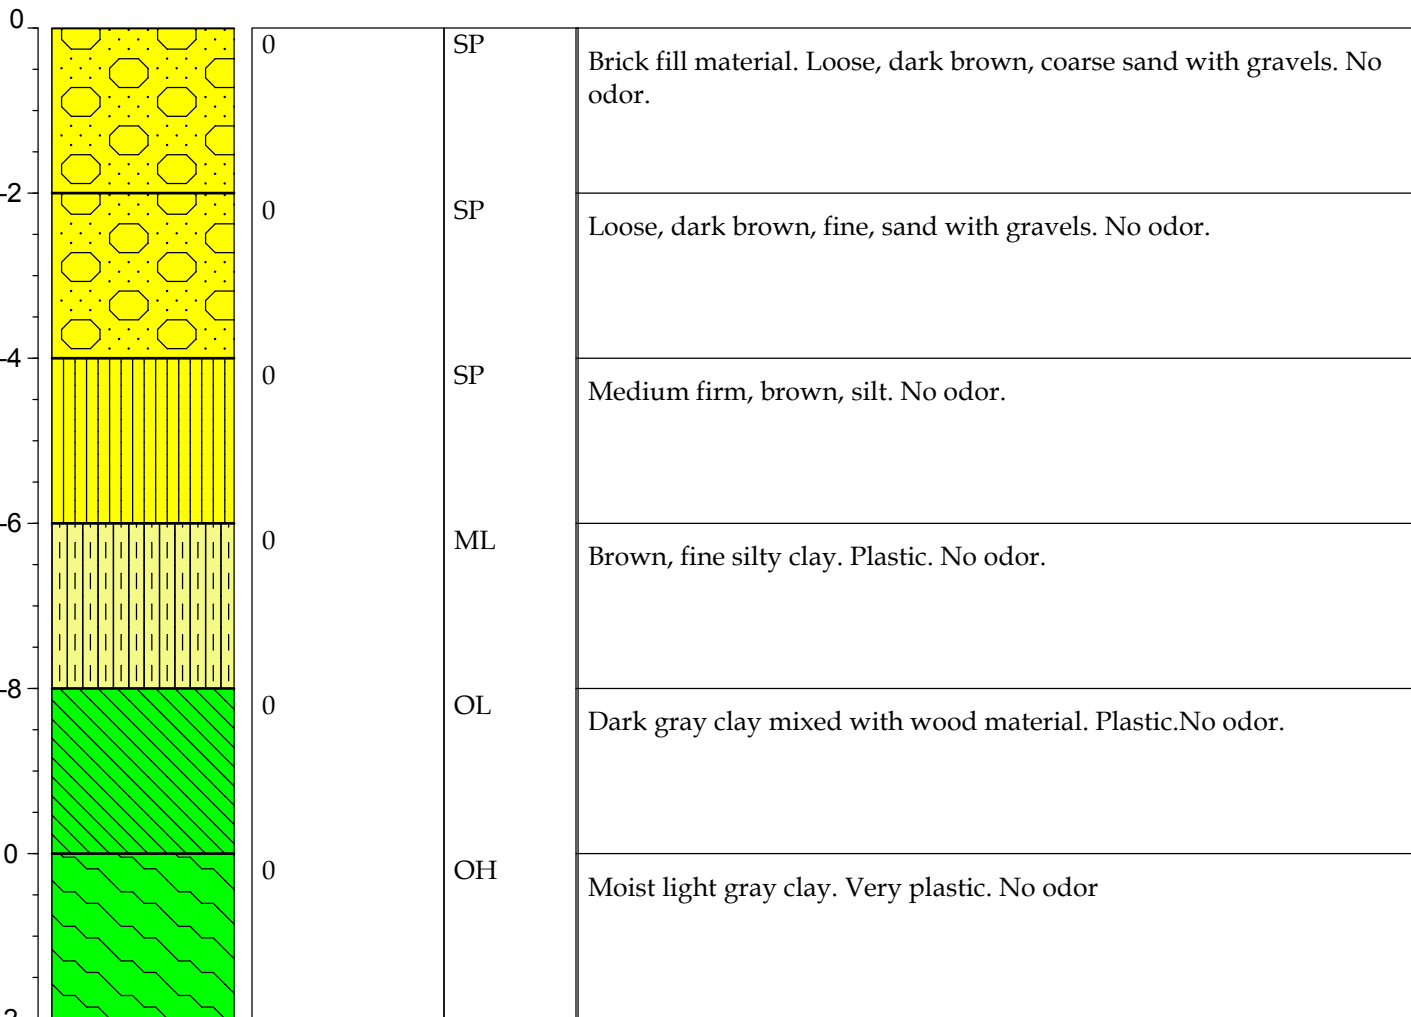 0
0 SP
Brick fill material. Loose, dark brown, coarse sand with gravels. No
odor.
-2
0 SP
Loose, dark brown, fine, sand with gravels. No odor.
-4
0 SP
Medium firm, brown, silt. No odor.
-6
0 ML
Brown, fine silty clay. Plastic. No odor.
-8
0 OL
Dark gray clay mixed with wood material. Plastic.No odor.
0
0 OH
Moist light gray clay. Very plastic. No odor